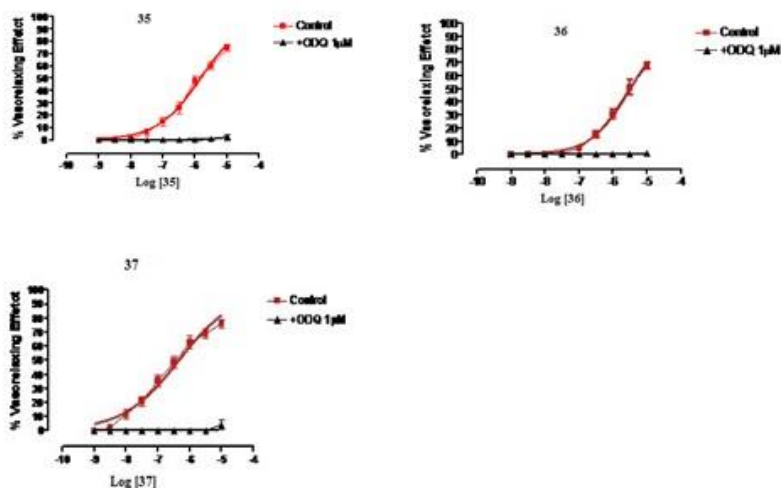 35
% Vasorelaxing Effetct
100
90
80
70
60
50
40
30
20
10
0
-10 -9 -8 -7 -6 -5 -4
Log [35]
Control
+ODQ 1µM
36
% Vasorelaxing Effetct
100
90
80
70
60
50
40
30
20
10
0
-10 -9 -8 -7 -6 -5 -4
Log [36]
Control
+ODQ 1µM
37
% Vasorelaxing Effetct
100
90
80
70
60
50
40
30
20
10
0
-10 -9 -8 -7 -6 -5 -4
Log [37]
Control
+ODQ 1µM